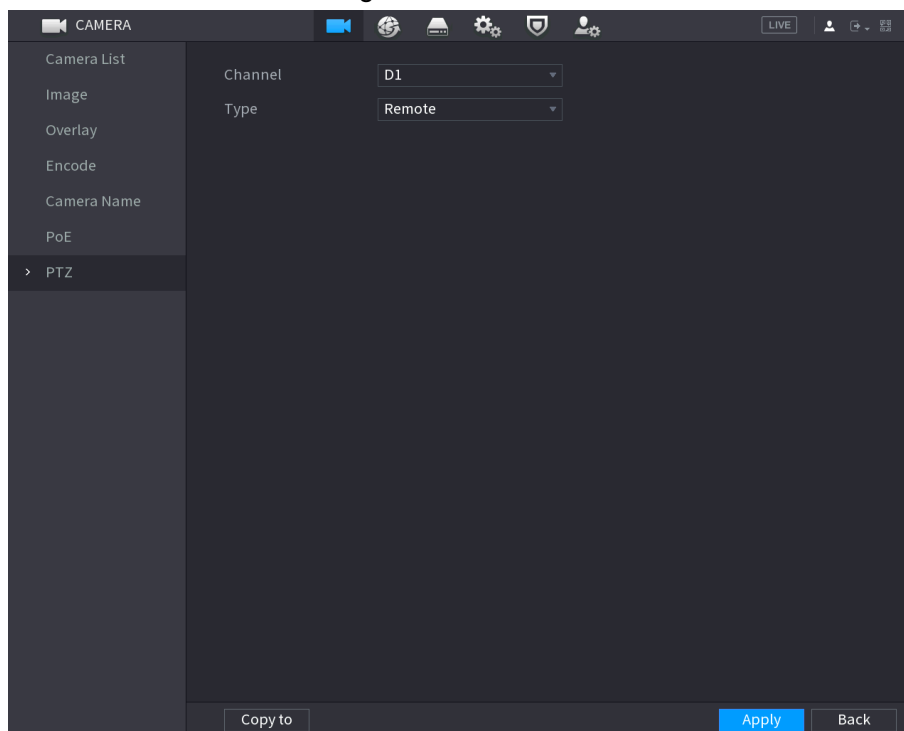 CAMERA
LIVE
Camera List
Image
Overlay
Encode
Camera Name
PoE
> PTZ
Channel D1
Type Remote
Copy to Apply Back